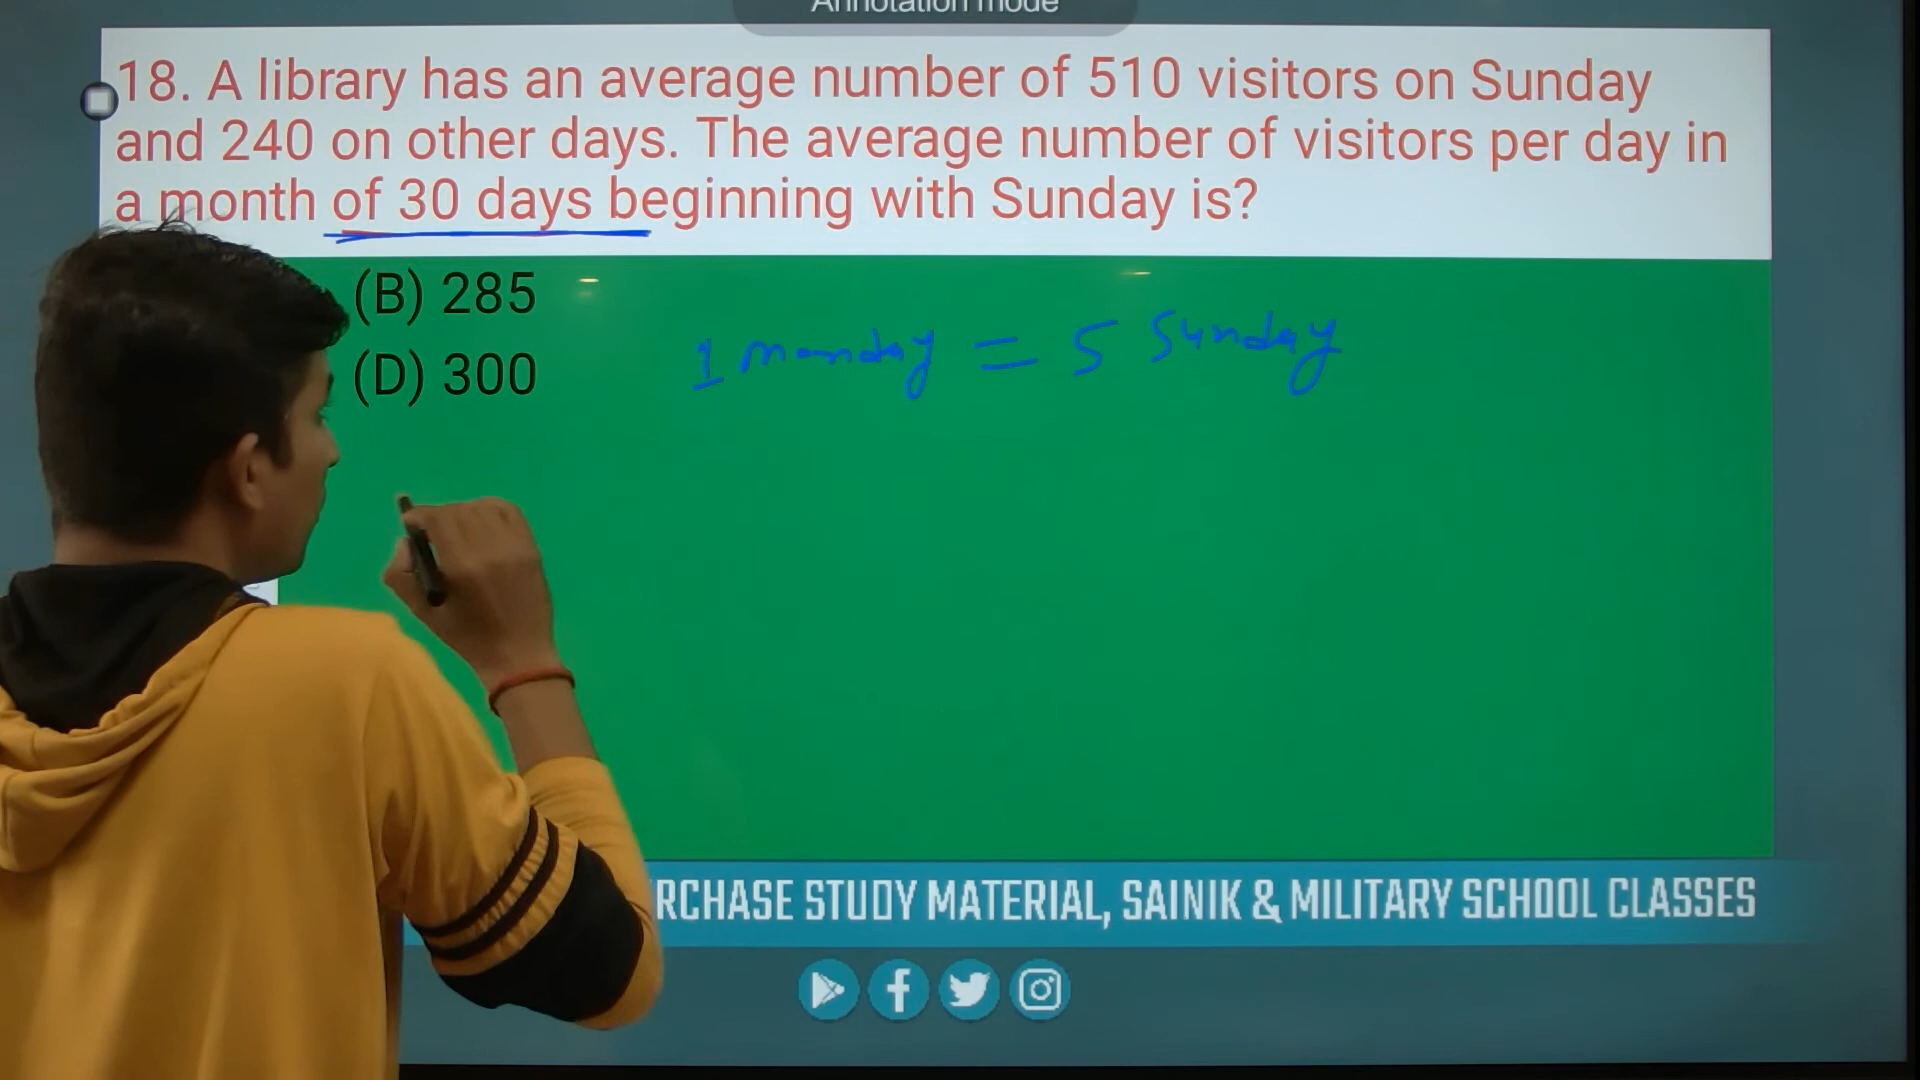 Annotation mode
18. A library has an average number of 510 visitors on Sunday
and 240 on other days. The average number of visitors per day in
a month of 30 days beginning with Sunday is?
(B) 285
(D) 300
1 monday = 5 Sunday
RCHASE STUDY MATERIAL, SAINIK & MILITARY SCHOOL CLASSES